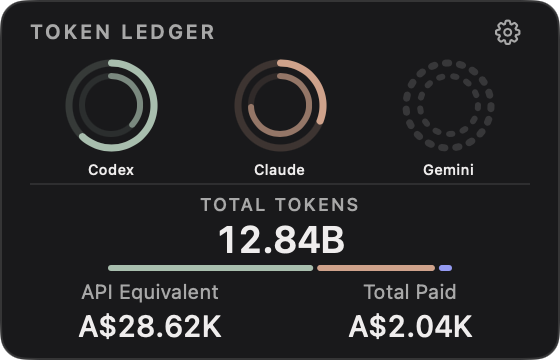 TOKEN LEDGER
Codex
Claude
Gemini
TOTAL TOKENS
12.84B
API Equivalent
Total Paid
A$28.62K
A$2.04K